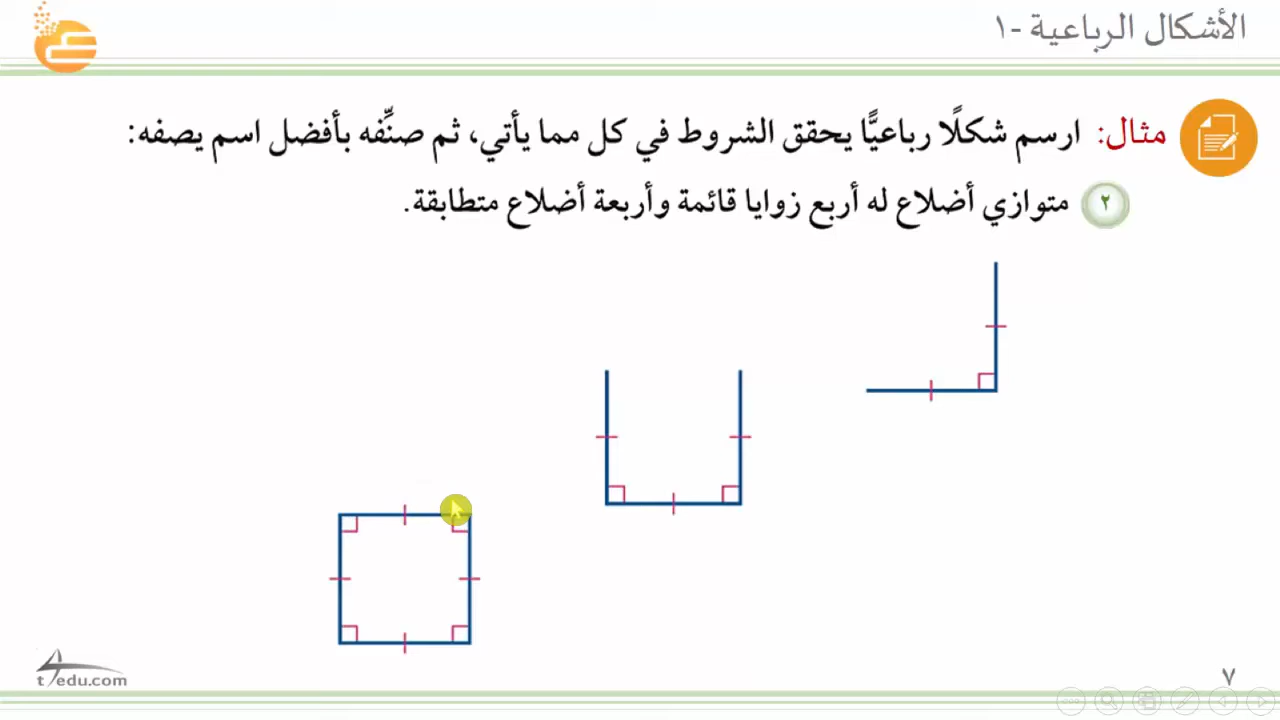 الأشكال الرباعية -١
مثال: ارسم شكلًا رباعيًّا يحقق الشروط في كل مما يأتي، ثم صنِّفه بأفضل اسم يصفه:
٢ متوازي أضلاع له أربع زوايا قائمة وأربعة أضلاع متطابقة.
t4edu.com
٧